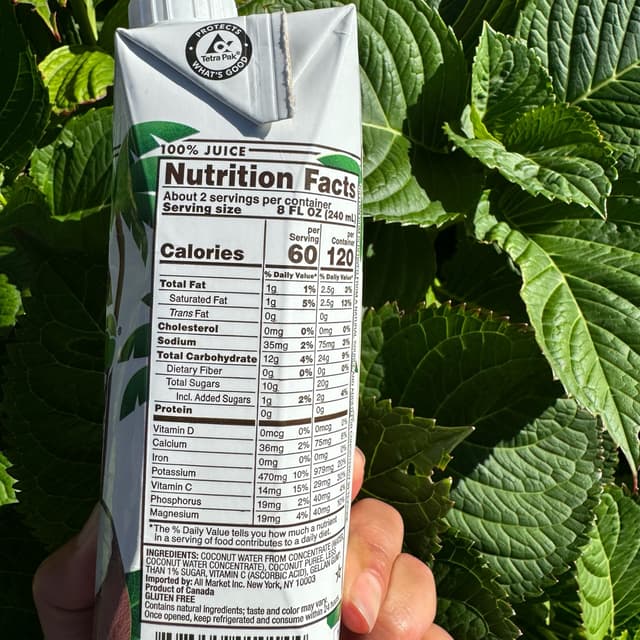 PROTECTS
Tetra Pak®
WHAT'S GOOD
100% JUICE
Nutrition Facts
About 2 servings per container
Serving size 8 FL OZ (240 mL)
per Serving per Container
Calories 60 120
% Daily Value* % Daily Value*
Total Fat 1g 1% 2.5g 3%
Saturated Fat 1g 5% 2.5g 13%
Trans Fat 0g 0g
Cholesterol 0mg 0% 0mg 0%
Sodium 35mg 2% 75mg 3%
Total Carbohydrate 12g 4% 24g 9%
Dietary Fiber 0g 0% 0g 0%
Total Sugars 10g 20g
Incl. Added Sugars 1g 2% 2g 4%
Protein 0g 0g
Vitamin D 0mcg 0% 0mcg
Calcium 36mg 2% 75mg
Iron 0mg 0% 0mg
Potassium 470mg 10% 979mg 20%
Vitamin C 14mg 15% 29mg
Phosphorus 19mg 2% 40mg
Magnesium 19mg 4% 40mg
*The % Daily Value tells you how much a nutrient
in a serving of food contributes to a daily diet.
INGREDIENTS: COCONUT WATER FROM CONCENTRATE
COCONUT WATER CONCENTRATE), COCONUT PUREE, LESS
THAN 1% SUGAR, VITAMIN C (ASCORBIC ACID), GELLAN
Imported by: All Market Inc. New York, NY 10003
Product of Canada
GLUTEN FREE
Contains natural ingredients; taste and color may vary.
Once opened, keep refrigerated and consume within